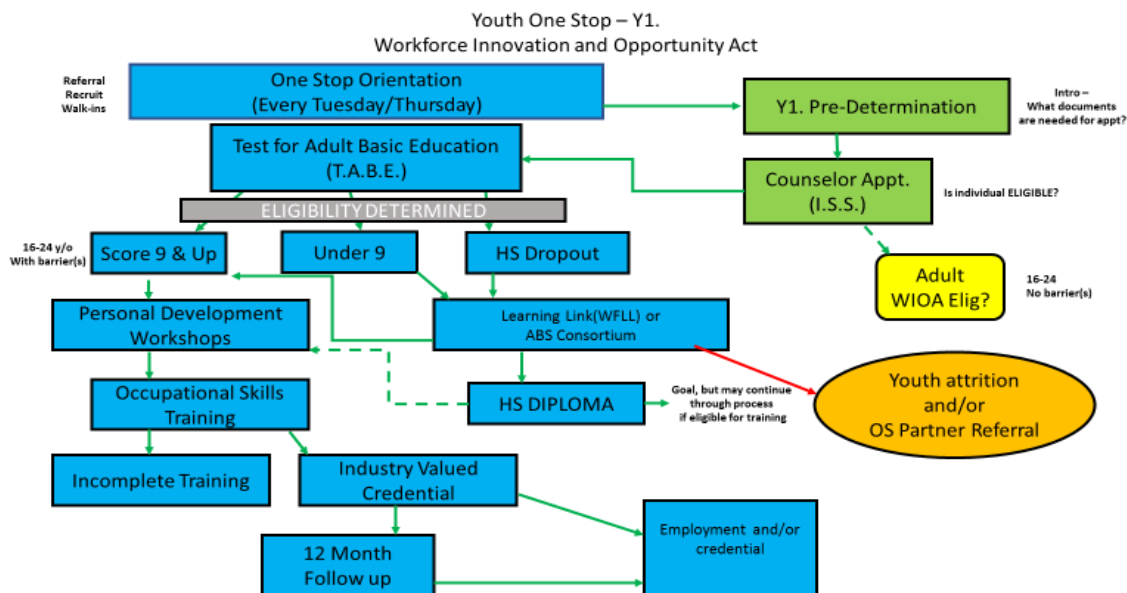 Youth One Stop – Y1.
Workforce Innovation and Opportunity Act
Referral
Recruit
Walk-ins
One Stop Orientation
(Every Tuesday/Thursday)
Y1. Pre-Determination
Intro –
What documents
are needed for appt?
Test for Adult Basic Education
(T.A.B.E.)
Counselor Appt.
(I.S.S.)
Is individual ELIGIBLE?
ELIGIBILITY DETERMINED
16-24 y/o
With barrier(s)
Score 9 & Up
Under 9
HS Dropout
Adult
WIOA Elig?
16-24
No barrier(s)
Personal Development
Workshops
Learning Link(WFLL) or
ABS Consortium
Occupational Skills
Training
HS DIPLOMA
Goal, but may continue
through process
if eligible for training
Youth attrition
and/or
OS Partner Referral
Incomplete Training
Industry Valued
Credential
Employment and/or
credential
12 Month
Follow up